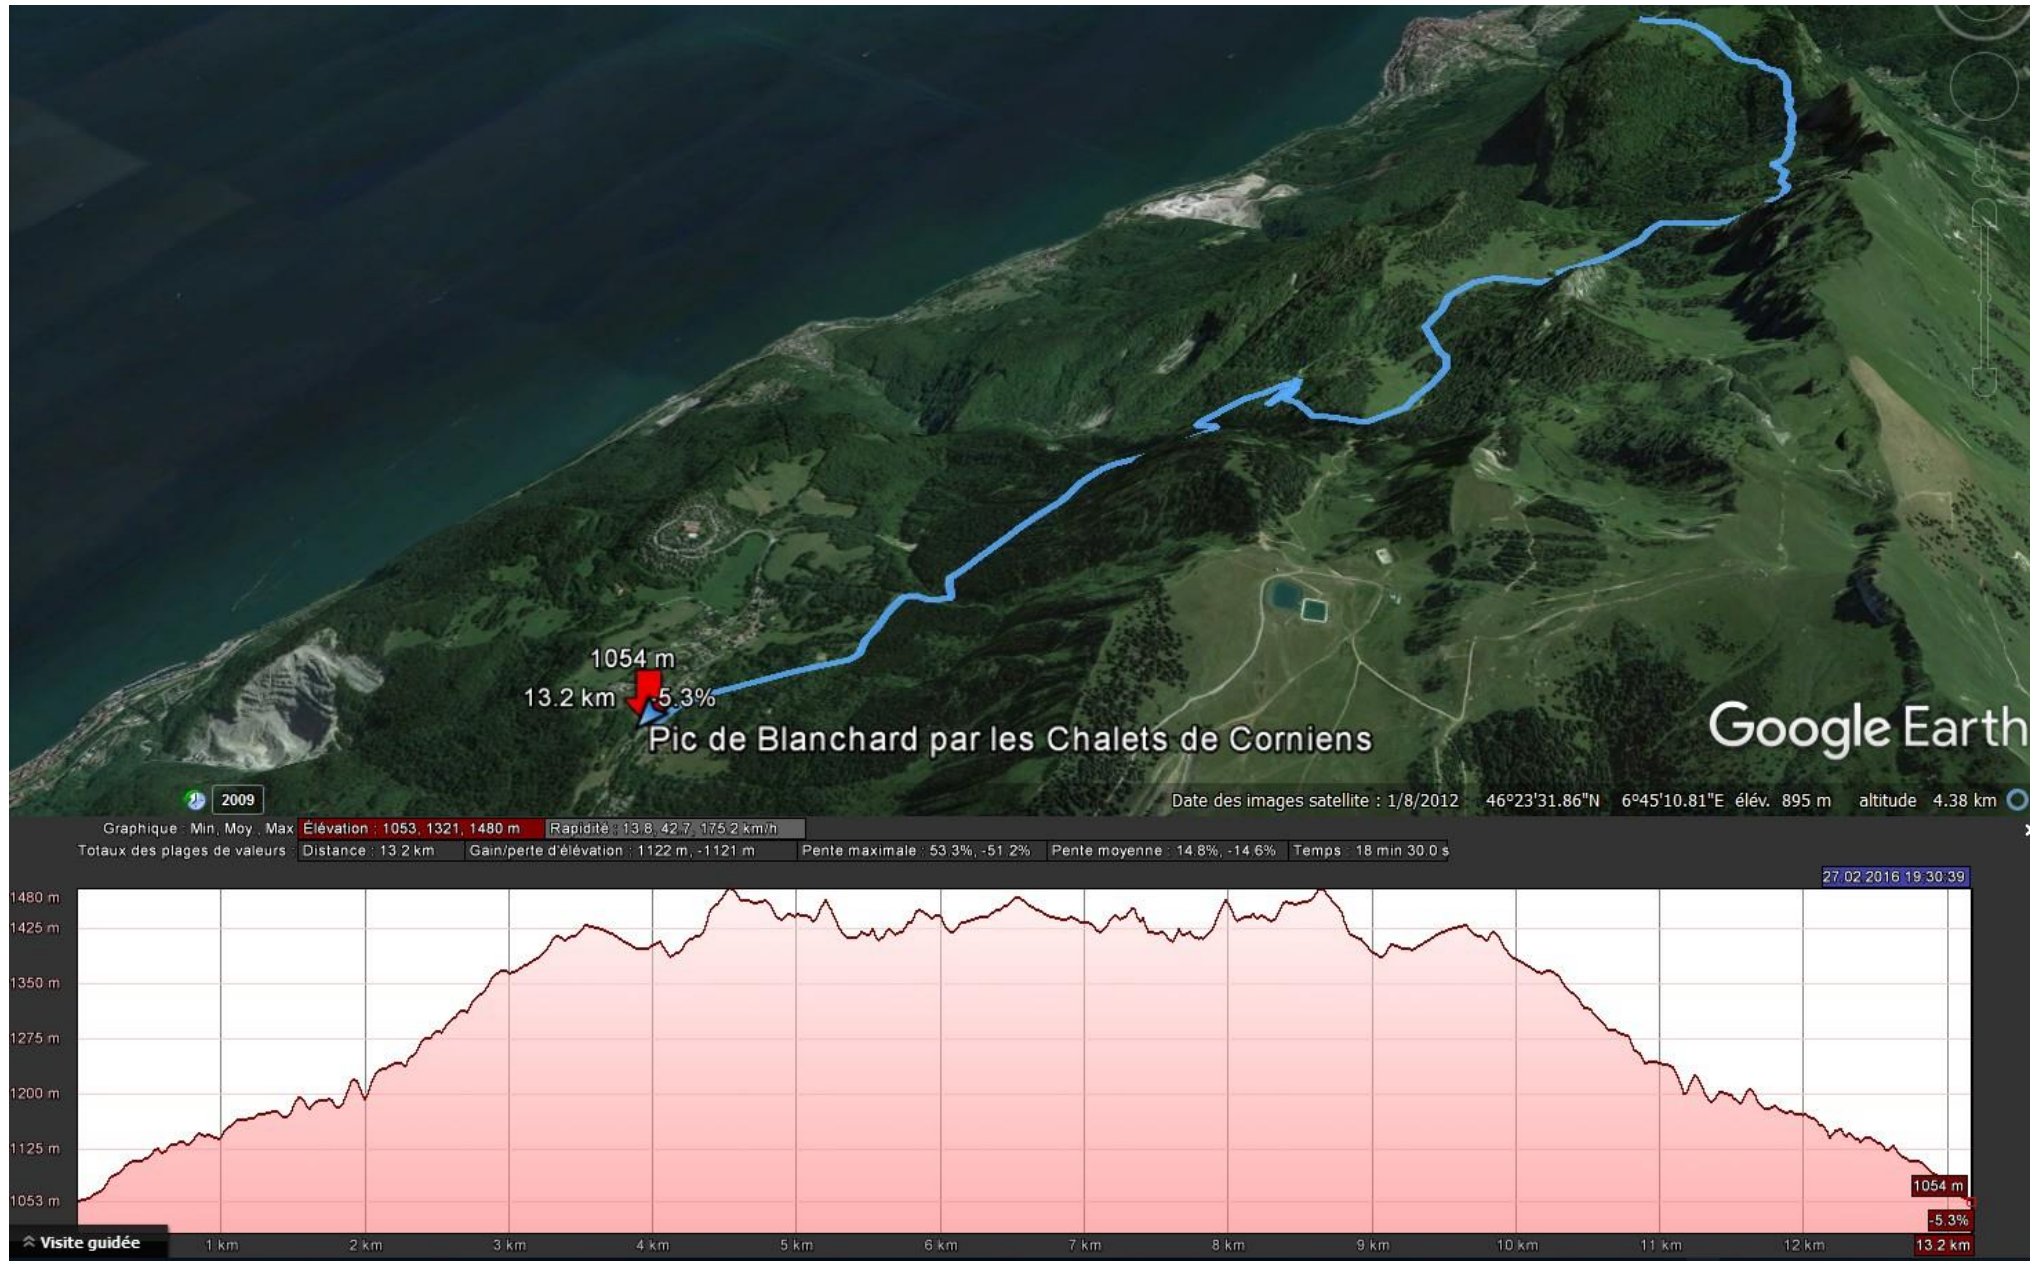 1054 m
13.2 km
-5.3%
Pic de Blanchard par les Chalets de Corniens
Google Earth
2009
Date des images satellite : 1/8/2012 46°23'31.86"N 6°45'10.81"E élév. 895 m altitude 4.38 km
Graphique : Min, Moy, Max Élévation : 1053, 1321, 1480 m Rapidité : 13.8, 42.7, 175.2 km/h
Totaux des plages de valeurs : Distance : 13.2 km Gain/perte d'élévation : 1122 m, -1121 m Pente maximale : 53.3%, -51.2% Pente moyenne : 14.8%, -14.6% Temps : 18 min 30.0 s
27.02.2016 19:30:39
1480 m
1425 m
1350 m
1275 m
1200 m
1125 m
1053 m
1054 m
-5.3%
Visite guidée
1 km 2 km 3 km 4 km 5 km 6 km 7 km 8 km 9 km 10 km 11 km 12 km 13.2 km